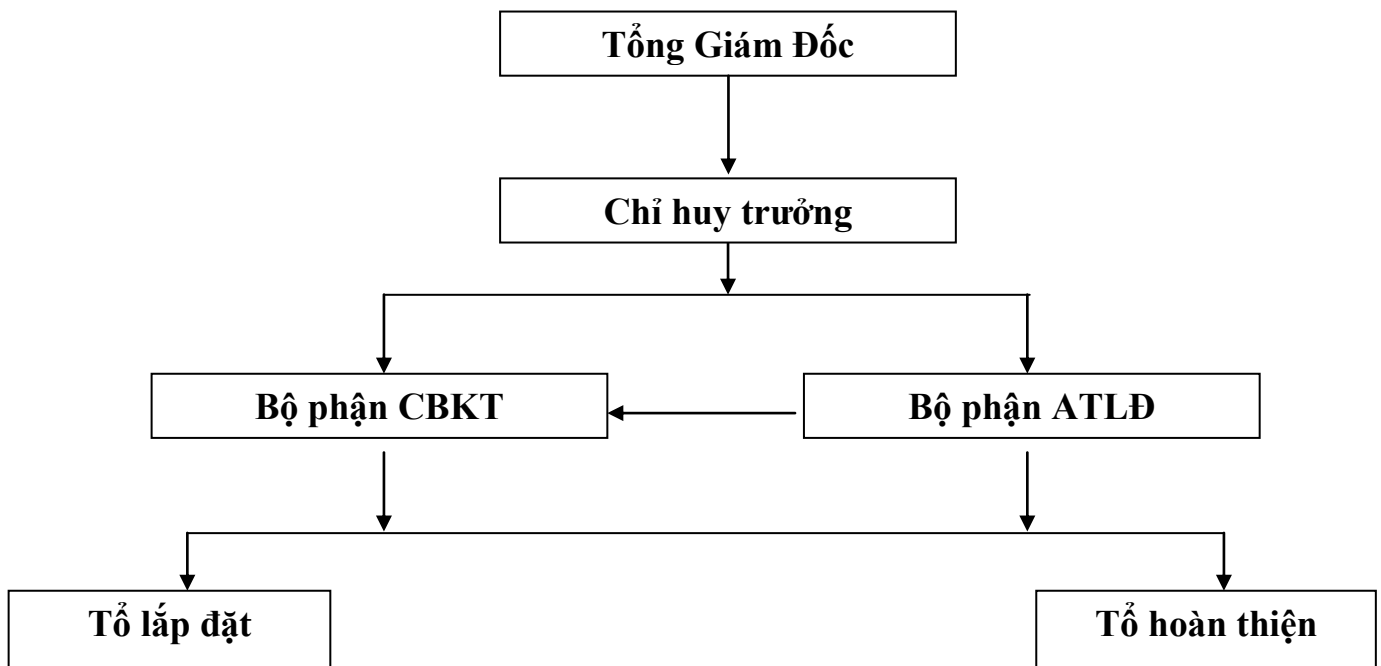 Tổng Giám Đốc
Chỉ huy trưởng
Bộ phận CBKT
Bộ phận ATLĐ
Tổ lắp đặt
Tổ hoàn thiện